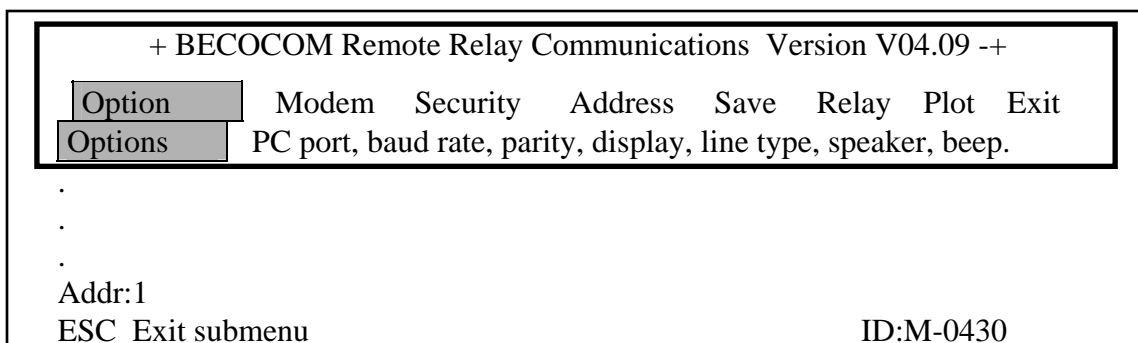 + BECOCOM Remote Relay Communications Version V04.09 -+
Option Modem Security Address Save Relay Plot Exit
Options PC port, baud rate, parity, display, line type, speaker, beep.
.
.
.
Addr:1
ESC Exit submenu ID:M-0430